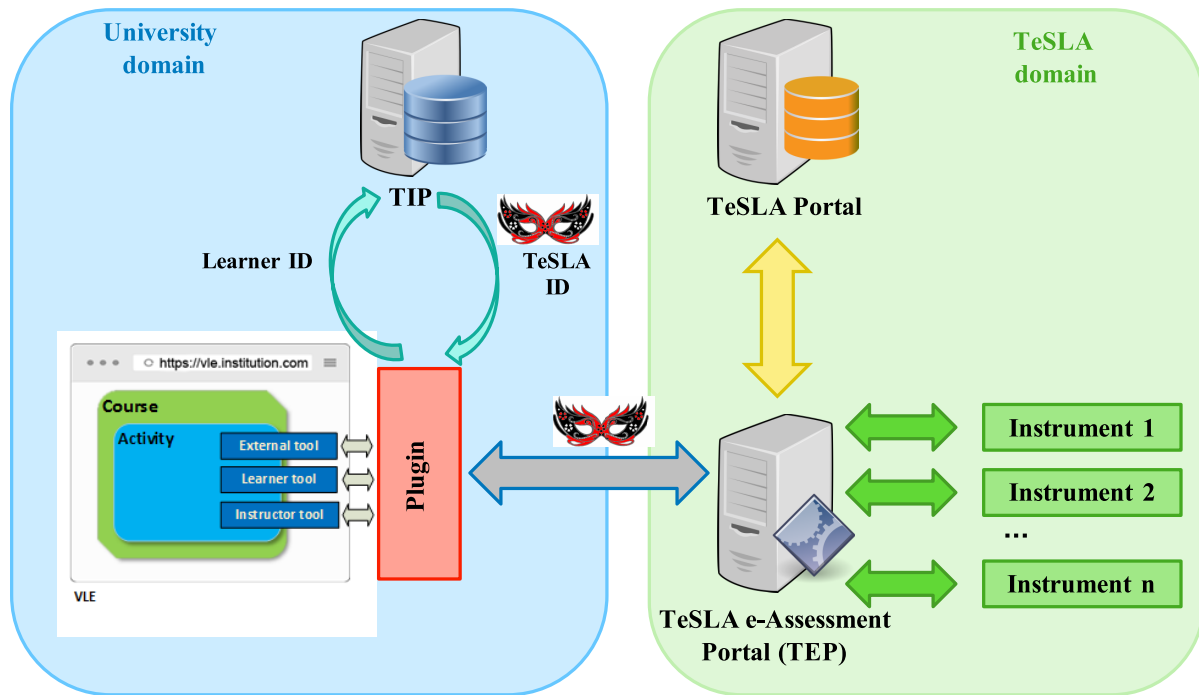 University
domain
TeSLA
domain
TIP
TeSLA Portal
Learner ID
TeSLA
ID
https://vle.institution.com
Course
Activity
External tool
Learner tool
Instructor tool
VLE
Plugin
Instrument 1
Instrument 2
...
Instrument n
TeSLA e-Assessment
Portal (TEP)